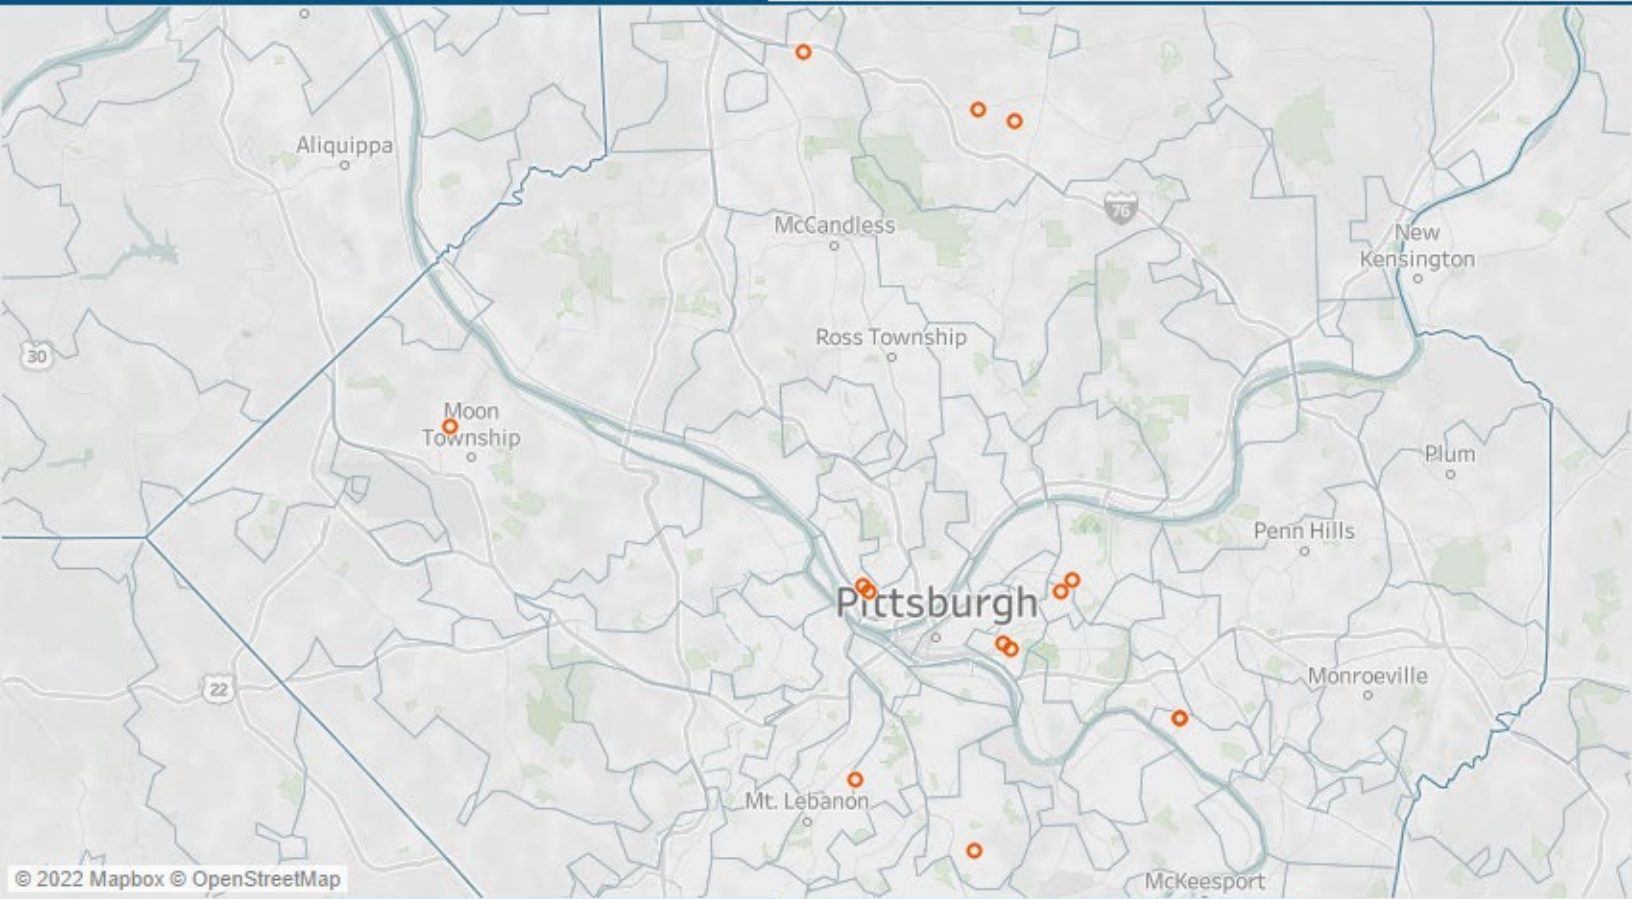 Aliquippa
McCandless
76
New
Kensington
Ross Township
30
Moon
Township
Plum
Penn Hills
Pittsburgh
Monroeville
22
Mt. Lebanon
McKeesport
© 2022 Mapbox © OpenStreetMap